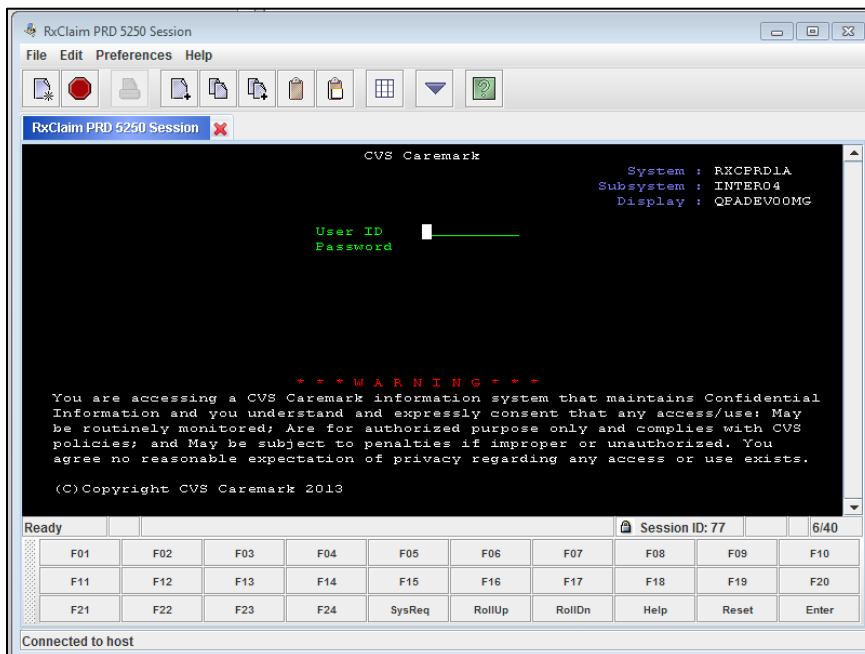 RxClaim PRD 5250 Session
File Edit Preferences Help
RxClaim PRD 5250 Session
CVS Caremark
System : RXCPRD1A
Subsystem : INTER04
Display : QPADEV00MG
User ID
Password
* * * W A R N I N G * * *
You are accessing a CVS Caremark information system that maintains Confidential
Information and you understand and expressly consent that any access/use: May
be routinely monitored; Are for authorized purpose only and complies with CVS
policies; and May be subject to penalties if improper or unauthorized. You
agree no reasonable expectation of privacy regarding any access or use exists.
(C)Copyright CVS Caremark 2013
Ready Session ID: 77 6/40
F01 F02 F03 F04 F05 F06 F07 F08 F09 F10
F11 F12 F13 F14 F15 F16 F17 F18 F19 F20
F21 F22 F23 F24 SysReq RollUp RollDn Help Reset Enter
Connected to host